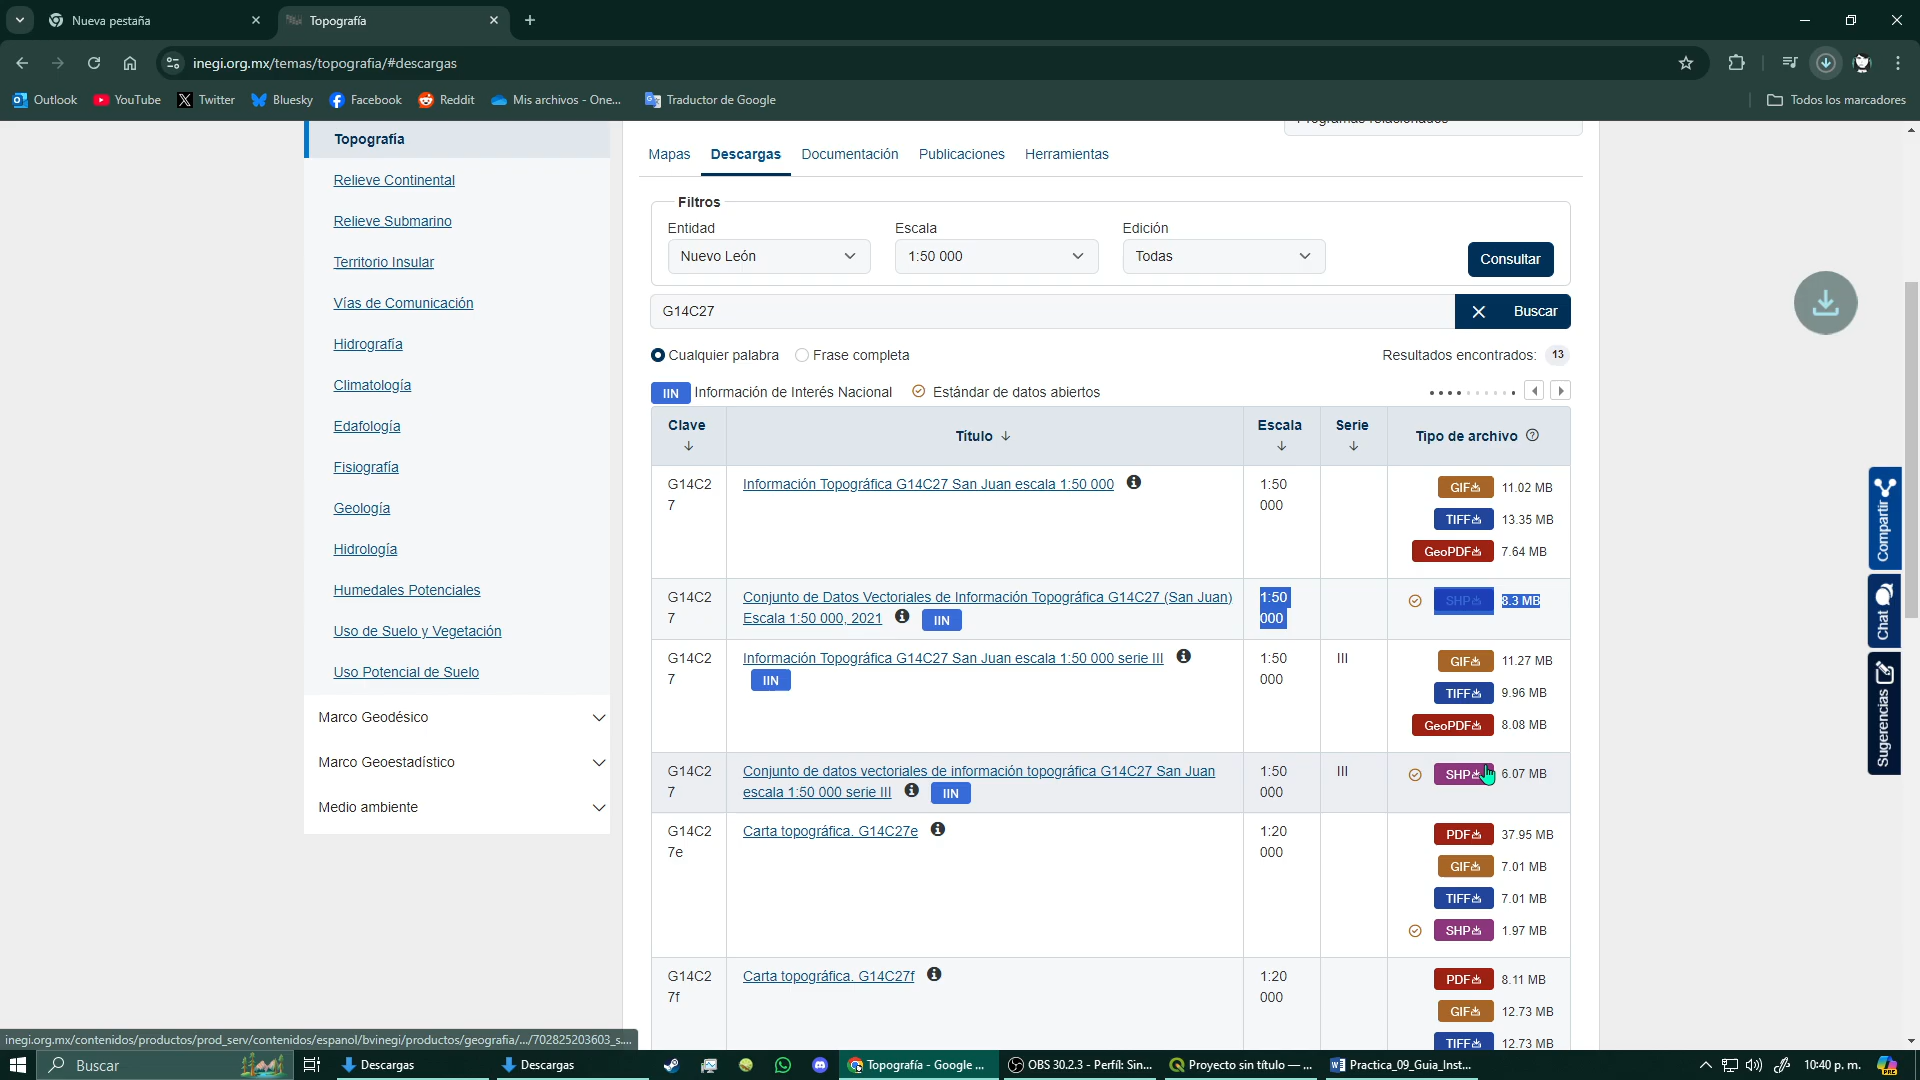 Nueva pestaña
Topografía
inegi.org.mx/temas/topografia/#descargas
Outlook
YouTube
Twitter
Bluesky
Facebook
Reddit
Mis archivos - One...
Traductor de Google
Todos los marcadores
Topografía
Relieve Continental
Relieve Submarino
Territorio Insular
Vías de Comunicación
Hidrografía
Climatología
Edafología
Fisiografía
Geología
Hidrología
Humedales Potenciales
Uso de Suelo y Vegetación
Uso Potencial de Suelo
Marco Geodésico
Marco Geoestadístico
Medio ambiente
Programas relacionados
Mapas
Descargas
Documentación
Publicaciones
Herramientas
Filtros
Entidad
Escala
Edición
Nuevo León
1:50 000
Todas
Consultar
G14C27
Buscar
Cualquier palabra
Frase completa
Resultados encontrados: 13
IIN Información de Interés Nacional
Estándar de datos abiertos
Clave
Título
Escala
Serie
Tipo de archivo
G14C2
7
Información Topográfica G14C27 San Juan escala 1:50 000
1:50
000
GIF 11.02 MB
TIFF 13.35 MB
GeoPDF 7.64 MB
G14C2
7
Conjunto de Datos Vectoriales de Información Topográfica G14C27 (San Juan)
Escala 1:50 000, 2021 IIN
1:50
000
SHP 8.3 MB
G14C2
7
Información Topográfica G14C27 San Juan escala 1:50 000 serie III
IIN
1:50
000
III
GIF 11.27 MB
TIFF 9.96 MB
GeoPDF 8.08 MB
G14C2
7
Conjunto de datos vectoriales de información topográfica G14C27 San Juan
escala 1:50 000 serie III IIN
1:50
000
III
SHP 6.07 MB
G14C2
7e
Carta topográfica. G14C27e
1:20
000
PDF 37.95 MB
GIF 7.01 MB
TIFF 7.01 MB
SHP 1.97 MB
G14C2
7f
Carta topográfica. G14C27f
1:20
000
PDF 8.11 MB
GIF 12.73 MB
TIFF 12.73 MB
Compartir
Chat
Sugerencias
inegi.org.mx/contenidos/productos/prod_serv/contenidos/espanol/bvinegi/productos/geografia/.../702825203603_s....
Buscar
Descargas
Descargas
Topografía - Google ...
OBS 30.2.3 - Perfil: Sin...
Proyecto sin título — ...
Practica_09_Guia_Inst...
10:40 p. m.